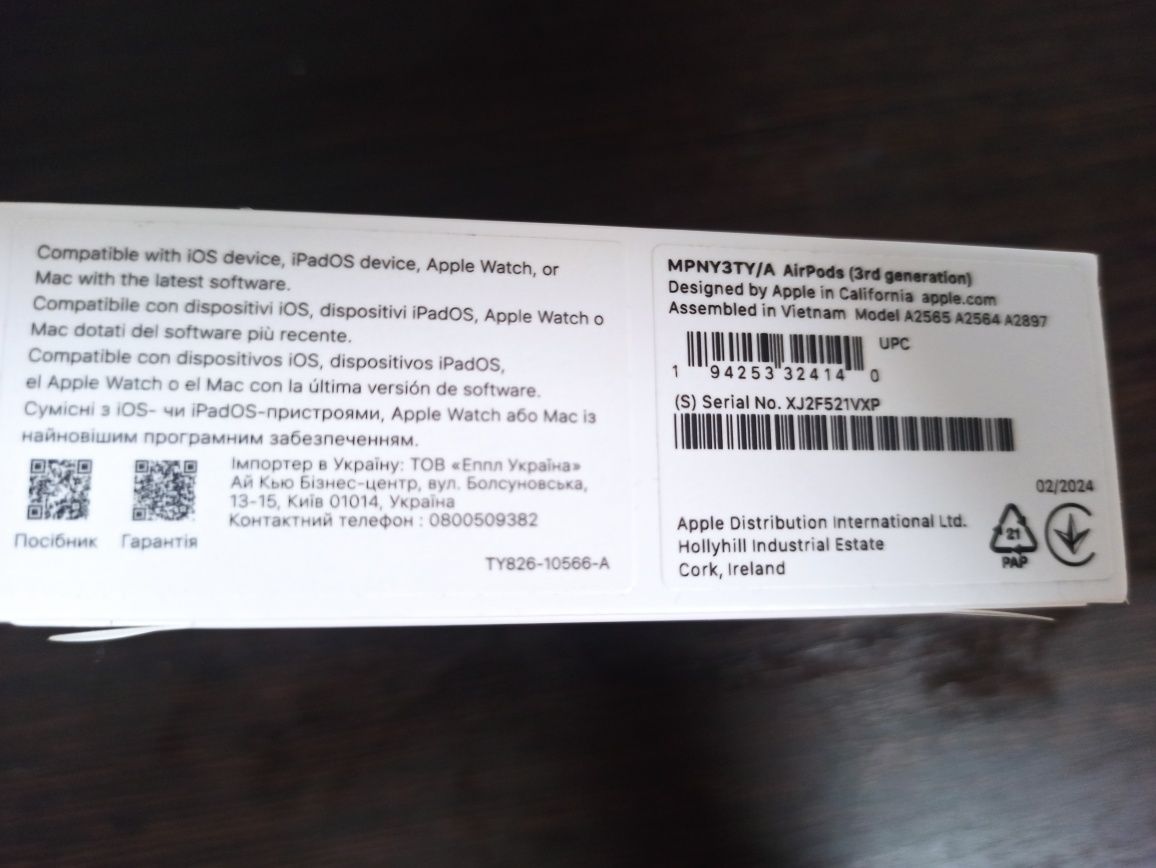 Compatible with iOS device, iPadOS device, Apple Watch, or
Mac with the latest software.
Compatibile con dispositivi iOS, dispositivi iPadOS, Apple Watch o
Mac dotati del software più recente.
Compatible con dispositivos iOS, dispositivos iPadOS,
el Apple Watch o el Mac con la última versión de software.
Сумісні з iOS- чи iPadOS-пристроями, Apple Watch або Mac із
найновішим програмним забезпеченням.
Імпортер в Україну: ТОВ «Еппл Україна»
Ай Кью Бізнес-центр, вул. Болсуновська,
13-15, Київ 01014, Україна
Контактний телефон : 0800509382
Посібник Гарантія
TY826-10566-A
MPNY3TY/A AirPods (3rd generation)
Designed by Apple in California apple.com
Assembled in Vietnam Model A2565 A2564 A2897
UPC
1 94253 32414 0
(S) Serial No. XJ2F521VXP
02/2024
Apple Distribution International Ltd.
Hollyhill Industrial Estate
Cork, Ireland
21
PAP